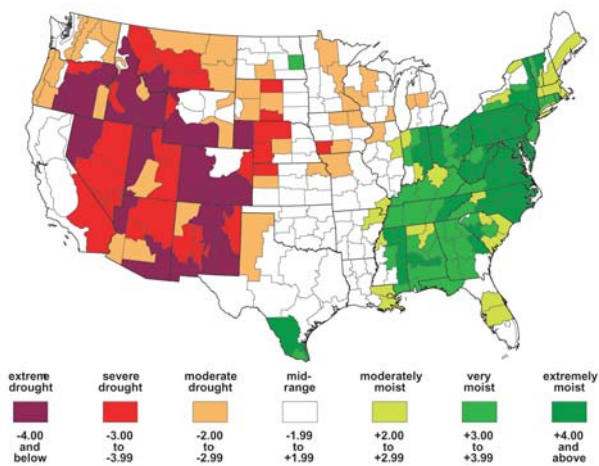 extreme severe moderate mid- moderately very extremely
drought drought drought range moist moist moist
-4.00 -3.00 -2.00 -1.99 +2.00 +3.00 +4.00
and to to to to to and
below -3.99 -2.99 +1.99 +2.99 +3.99 above